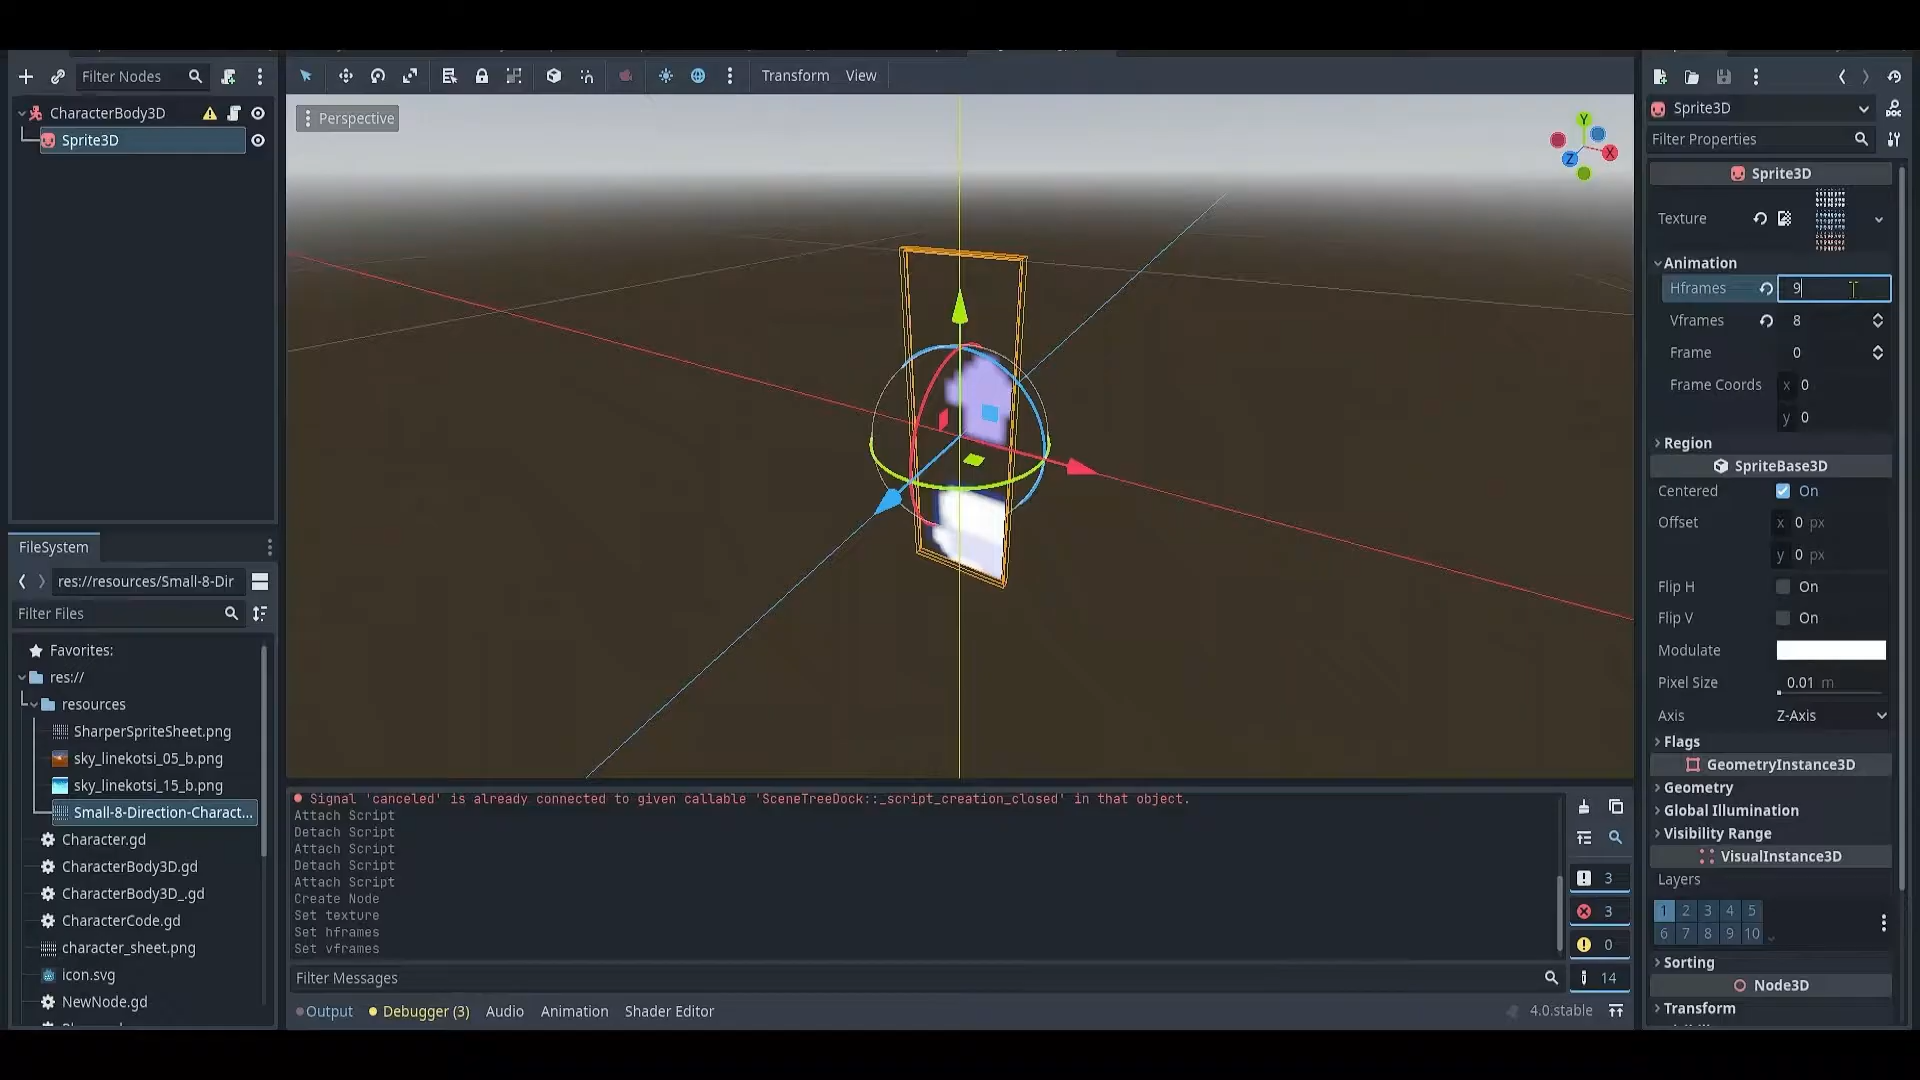 Filter Nodes
CharacterBody3D
Sprite3D
FileSystem
res://resources/Small-8-Dir
Filter Files
Favorites:
res://
resources
SharperSpriteSheet.png
sky_linekotsi_05_b.png
sky_linekotsi_15_b.png
Small-8-Direction-Charact...
Character.gd
CharacterBody3D.gd
CharacterBody3D_.gd
CharacterCode.gd
character_sheet.png
icon.svg
NewNode.gd
Transform View
Perspective
Y
X
Z
Signal 'canceled' is already connected to given callable 'SceneTreeDock::_script_creation_closed' in that object.
Attach Script
Detach Script
Attach Script
Detach Script
Attach Script
Create Node
Set texture
Set hframes
Set vframes
3
3
0
14
Filter Messages
Output Debugger (3) Audio Animation Shader Editor
4.0.stable
Sprite3D
DOC
Filter Properties
Sprite3D
Texture
Animation
Hframes 9
Vframes 8
Frame 0
Frame Coords x 0
y 0
Region
SpriteBase3D
Centered On
Offset x 0 px
y 0 px
Flip H On
Flip V On
Modulate
Pixel Size 0.01 m
Axis Z-Axis
Flags
GeometryInstance3D
Geometry
Global Illumination
Visibility Range
VisualInstance3D
Layers
1 2 3 4 5
6 7 8 9 10
Sorting
Node3D
Transform